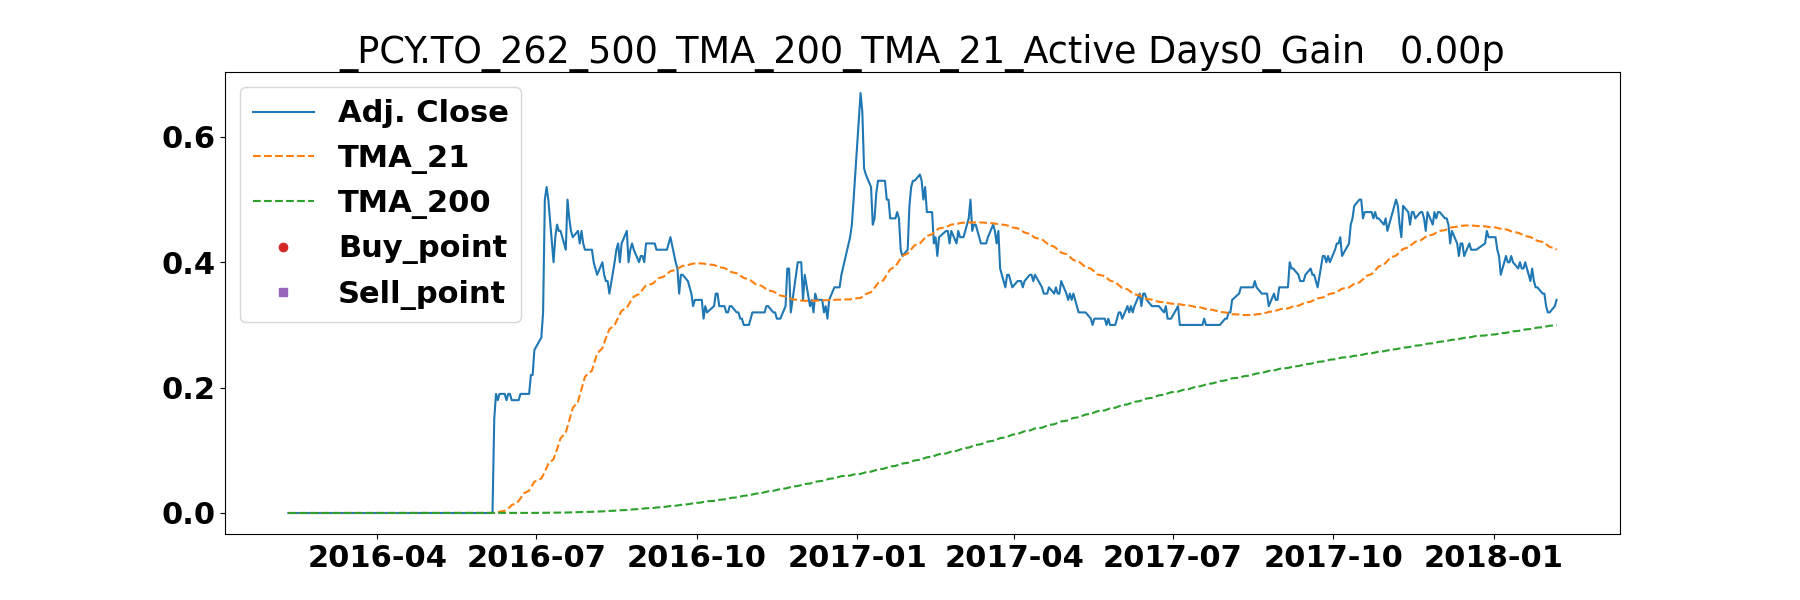 _PCY.TO_262_500_TMA_200_TMA_21_Active Days0_Gain   0.00p
Adj. Close
TMA_21
TMA_200
Buy_point
Sell_point
0.6
0.4
0.2
0.0
2016-04 2016-07 2016-10 2017-01 2017-04 2017-07 2017-10 2018-01